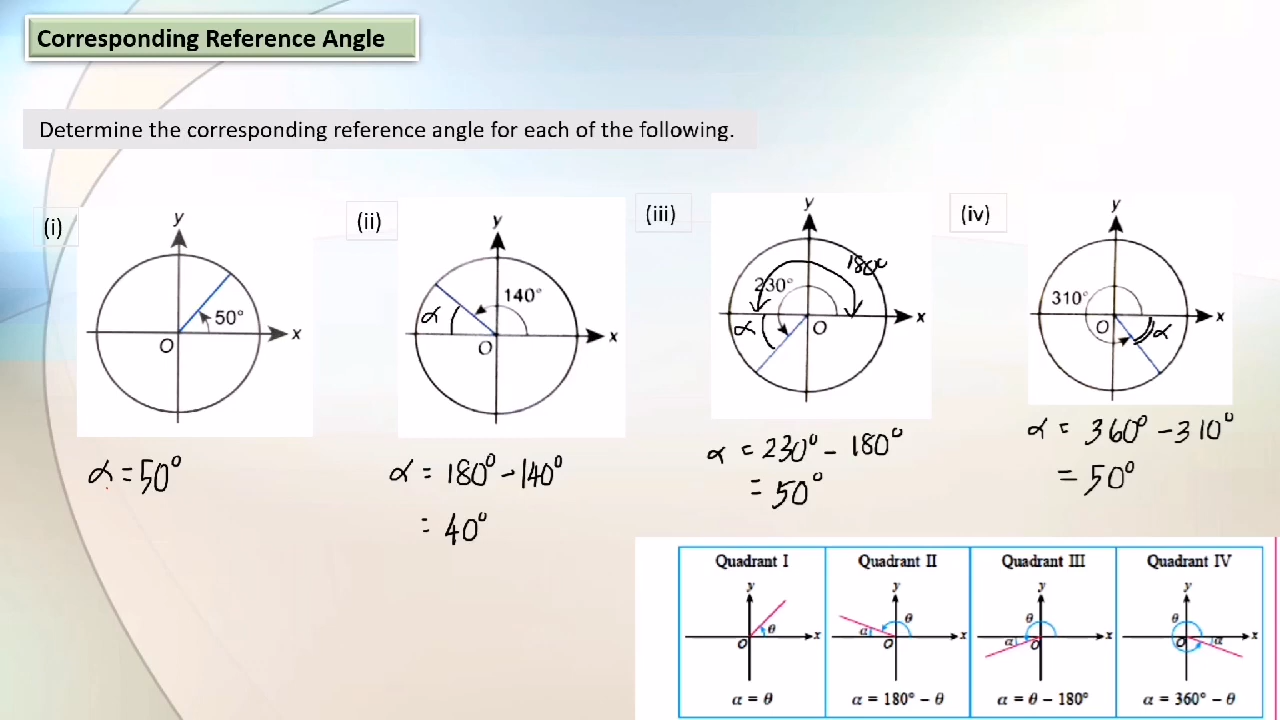 Corresponding Reference Angle
Determine the corresponding reference angle for each of the following.
(i)
y
50°
x
O
α = 50°
(ii)
y
140°
α
x
O
α = 180° - 140°
= 40°
(iii)
y
180°
230°
α
x
O
α = 230° - 180°
= 50°
(iv)
y
310°
x
O
α
α = 360° - 310°
= 50°
Quadrant I
y
θ
x
O
α = θ
Quadrant II
y
θ
α
x
O
α = 180° - θ
Quadrant III
y
θ
α
x
O
α = θ - 180°
Quadrant IV
y
θ
α
x
O
α = 360° - θ